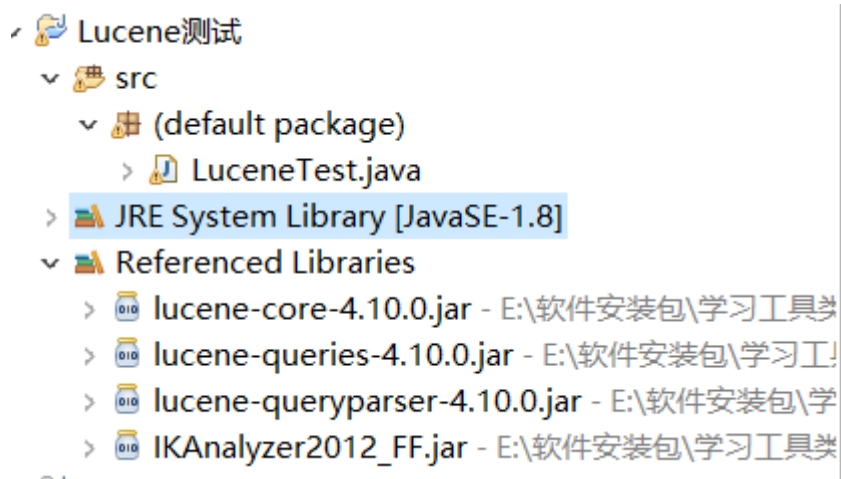 Lucene测试
src
(default package)
LuceneTest.java
JRE System Library [JavaSE-1.8]
Referenced Libraries
lucene-core-4.10.0.jar - E:\软件安装包\学习工具类
lucene-queries-4.10.0.jar - E:\软件安装包\学习工
lucene-queryparser-4.10.0.jar - E:\软件安装包\学
IKAnalyzer2012_FF.jar - E:\软件安装包\学习工具类